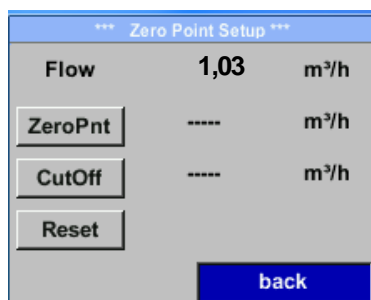 *** Zero Point Setup ***
Flow 1,03 m³/h
ZeroPnt ----- m³/h
CutOff ----- m³/h
Reset
back